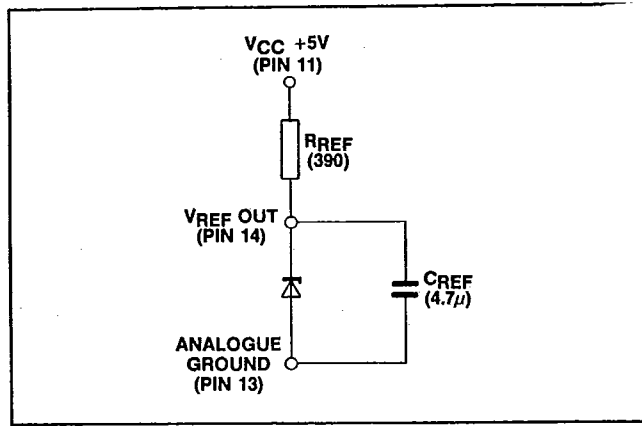 VCC +5V
(PIN 11)
RREF
(390)
VREF OUT
(PIN 14)
CREF
(4.7μ)
ANALOGUE
GROUND
(PIN 13)